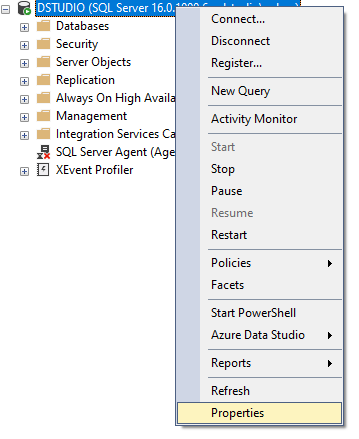 DSTUDIO (SQL Server 16.0.1000
Databases
Security
Server Objects
Replication
Always On High Availa
Management
Integration Services Ca
SQL Server Agent (Age
XEvent Profiler
Connect...
Disconnect
Register...
New Query
Activity Monitor
Start
Stop
Pause
Resume
Restart
Policies
Facets
Start PowerShell
Azure Data Studio
Reports
Refresh
Properties